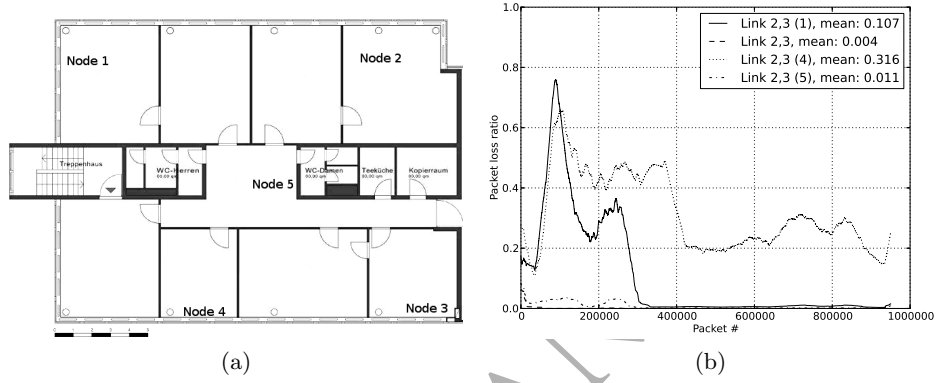 Node 1
Node 2
Treppenhaus
WC-Herren
WC-Damen
Teeküche
Kopierraum
Node 5
Node 4
Node 3
(a)
1.0
0.8
0.6
0.4
0.2
0.0
Packet loss ratio
Link 2,3 (1), mean: 0.107
Link 2,3, mean: 0.004
Link 2,3 (4), mean: 0.316
Link 2,3 (5), mean: 0.011
0 200000 400000 600000 800000 1000000
Packet #
(b)